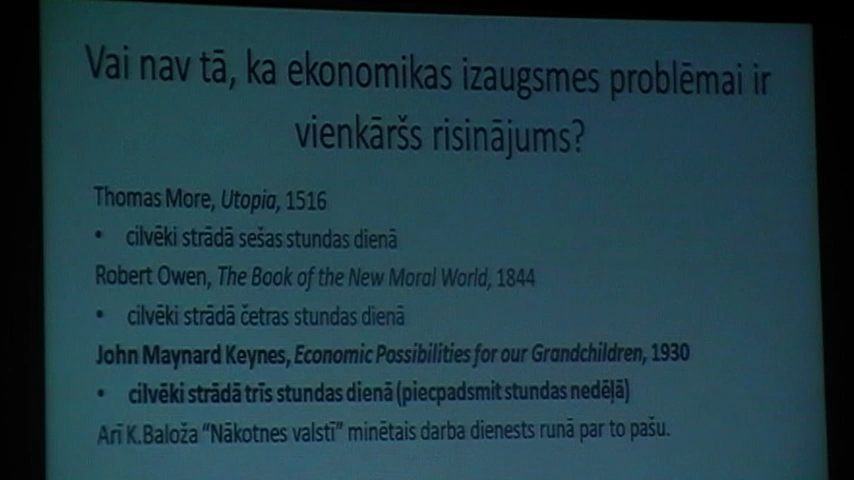 Vai nav tā, ka ekonomikas izaugsmes problēmai ir
vienkāršs risinājums?
Thomas More, Utopia, 1516
• cilvēki strādā sešas stundas dienā
Robert Owen, The Book of the New Moral World, 1844
• cilvēki strādā četras stundas dienā
John Maynard Keynes, Economic Possibilities for our Grandchildren, 1930
• cilvēki strādā trīs stundas dienā (piecpadsmit stundas nedēļā)
Arī K.Baloža “Nākotnes valstī” minētais darba dienests runā par to pašu.